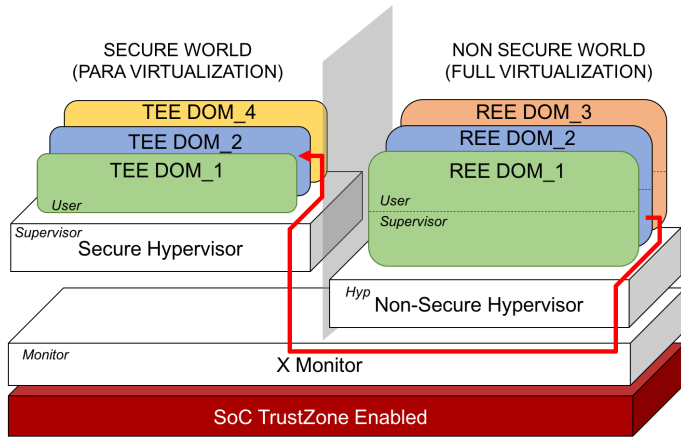 SECURE WORLD
(PARA VIRTUALIZATION)
NON SECURE WORLD
(FULL VIRTUALIZATION)
TEE DOM_4
TEE DOM_2
TEE DOM_1
User
Supervisor
Secure Hypervisor
REE DOM_3
REE DOM_2
REE DOM_1
User
Supervisor
Hyp
Non-Secure Hypervisor
Monitor
X Monitor
SoC TrustZone Enabled